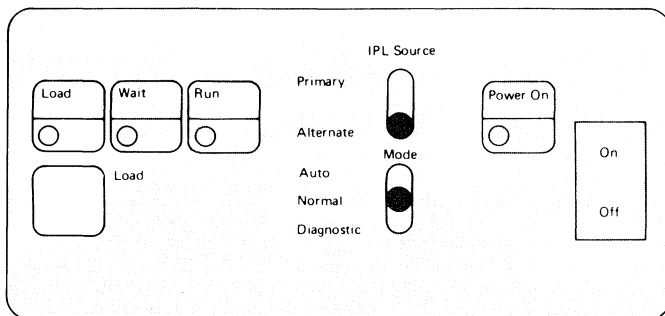 IPL Source
Primary
Load
Wait
Run
Power On
Alternate
Mode
On
Load
Auto
Normal
Off
Diagnostic